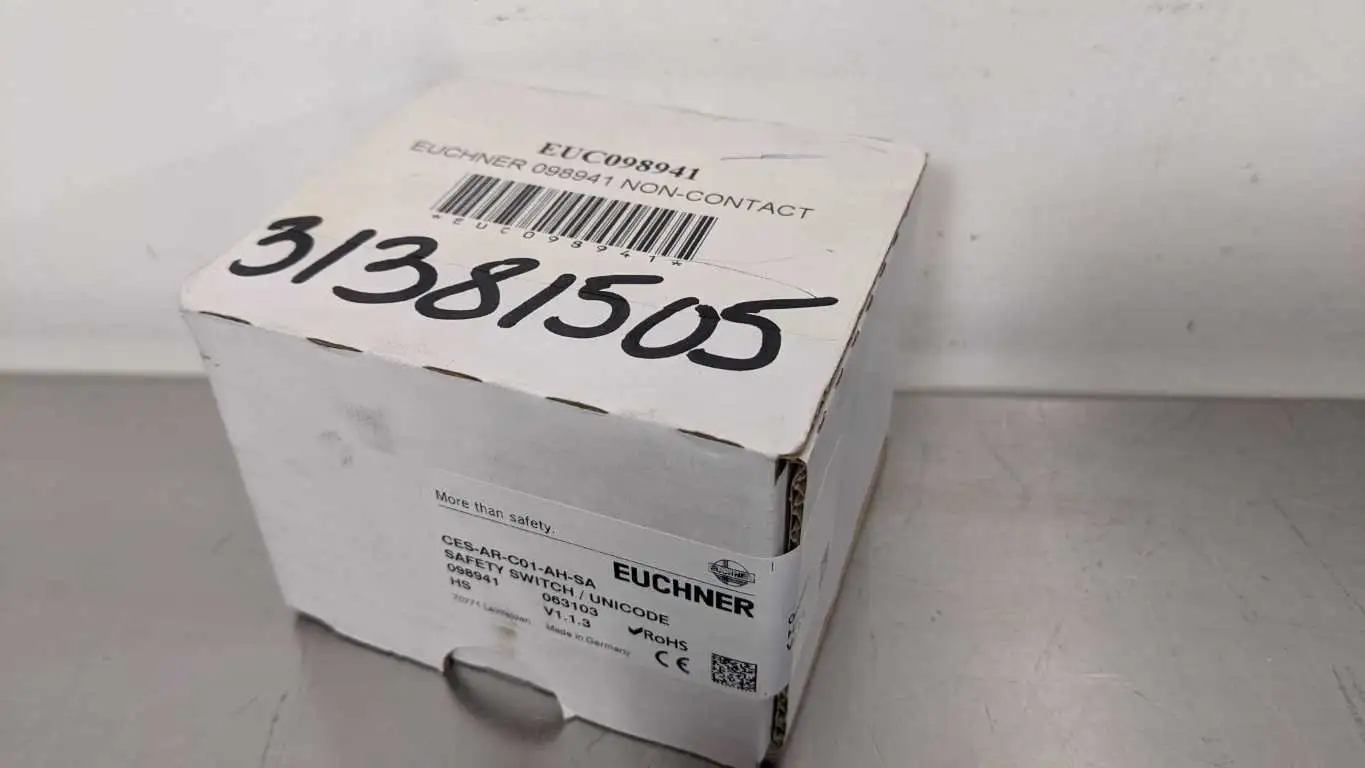 EUC098941
EUCHNER 098941 NON-CONTACT
*EUC098941*
31381505
More than safety.
EUCHNER
CES-AR-C01-AH-SA
SAFETY SWITCH / UNICODE
098941 063103
HS V1.1.3
Made in Germany
RoHS
CE